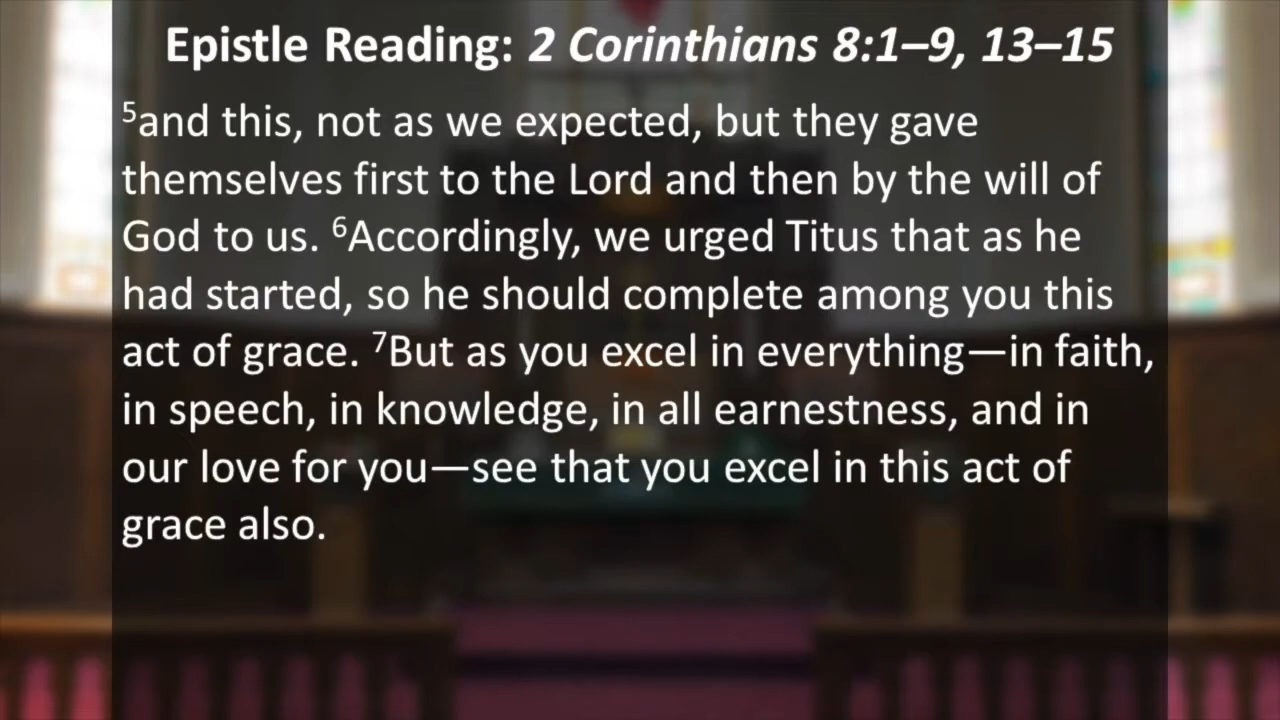 Epistle Reading: 2 Corinthians 8:1–9, 13–15
⁵and this, not as we expected, but they gave
themselves first to the Lord and then by the will of
God to us. ⁶Accordingly, we urged Titus that as he
had started, so he should complete among you this
act of grace. ⁷But as you excel in everything—in faith,
in speech, in knowledge, in all earnestness, and in
our love for you—see that you excel in this act of
grace also.